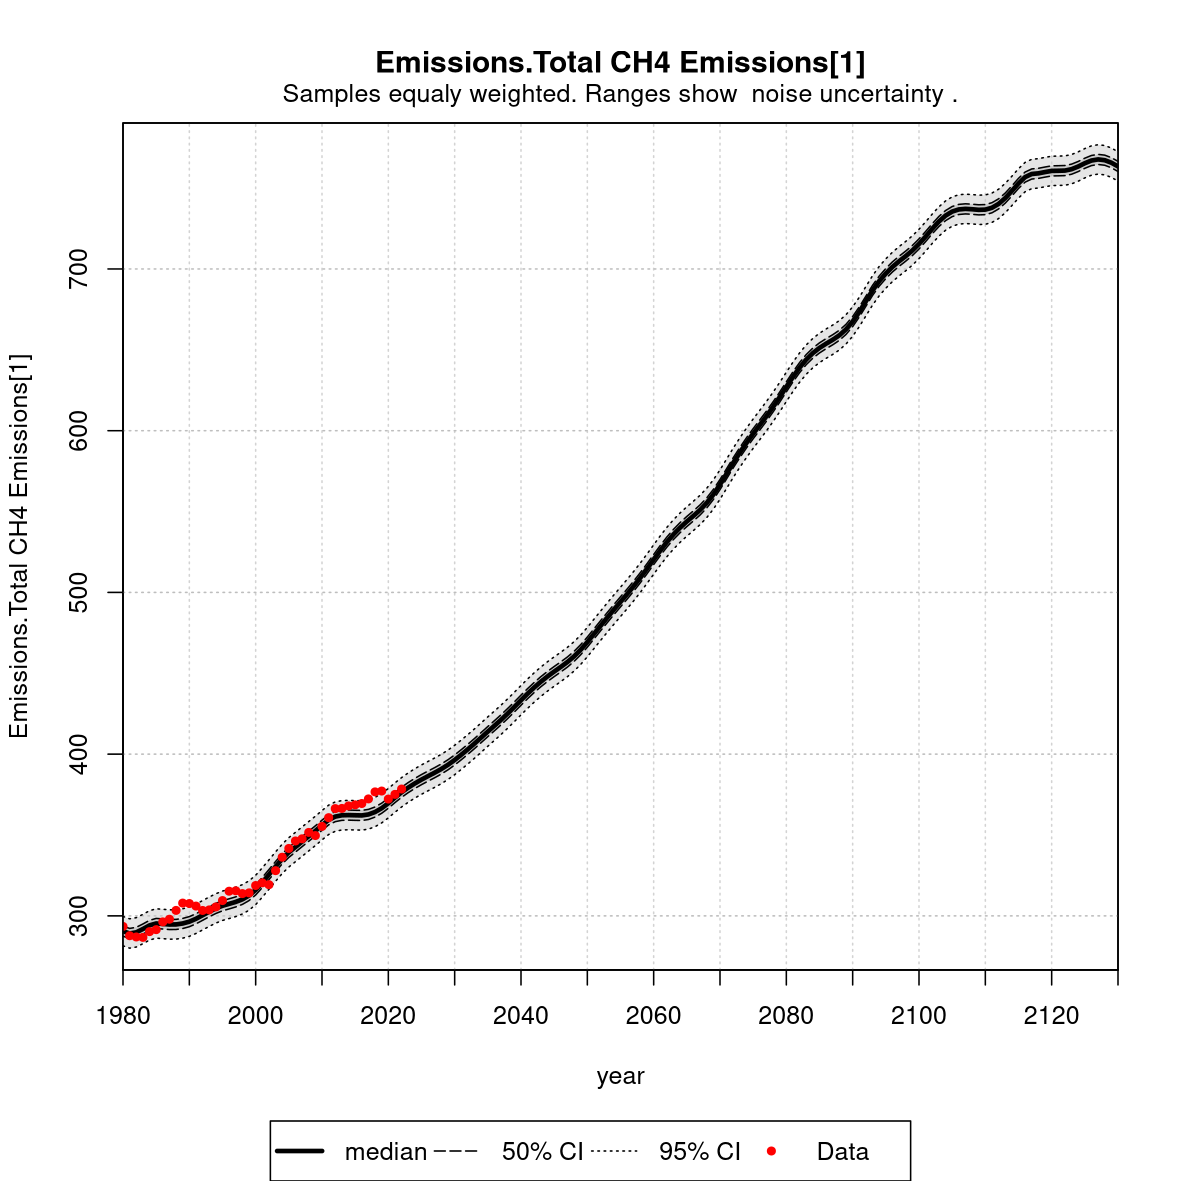 Emissions.Total CH4 Emissions[1]
Samples equaly weighted. Ranges show  noise uncertainty .
Emissions.Total CH4 Emissions[1]
700
600
500
400
300
1980 2000 2020 2040 2060 2080 2100 2120
year
median 50% CI 95% CI Data